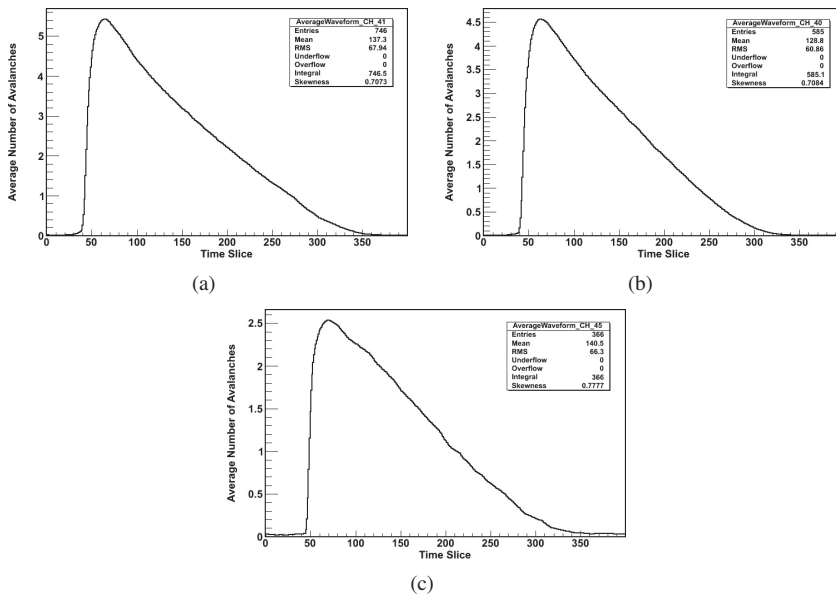 AverageWaveform_CH_41
Entries 746
Mean 137.3
RMS 67.94
Underflow 0
Overflow 0
Integral 746.5
Skewness 0.7073
Average Number of Avalanches
5
4
3
2
1
0
0 50 100 150 200 250 300 350
Time Slice
(a)
AverageWaveform_CH_40
Entries 585
Mean 128.8
RMS 60.86
Underflow 0
Overflow 0
Integral 585.1
Skewness 0.7084
Average Number of Avalanches
4.5
4
3.5
3
2.5
2
1.5
1
0.5
0.0
0 50 100 150 200 250 300 350
Time Slice
(b)
AverageWaveform_CH_45
Entries 366
Mean 140.5
RMS 66.3
Underflow 0
Overflow 0
Integral 366
Skewness 0.7777
Average Number of Avalanches
2.5
2
1.5
1
0.5
0
0 50 100 150 200 250 300 350
Time Slice
(c)